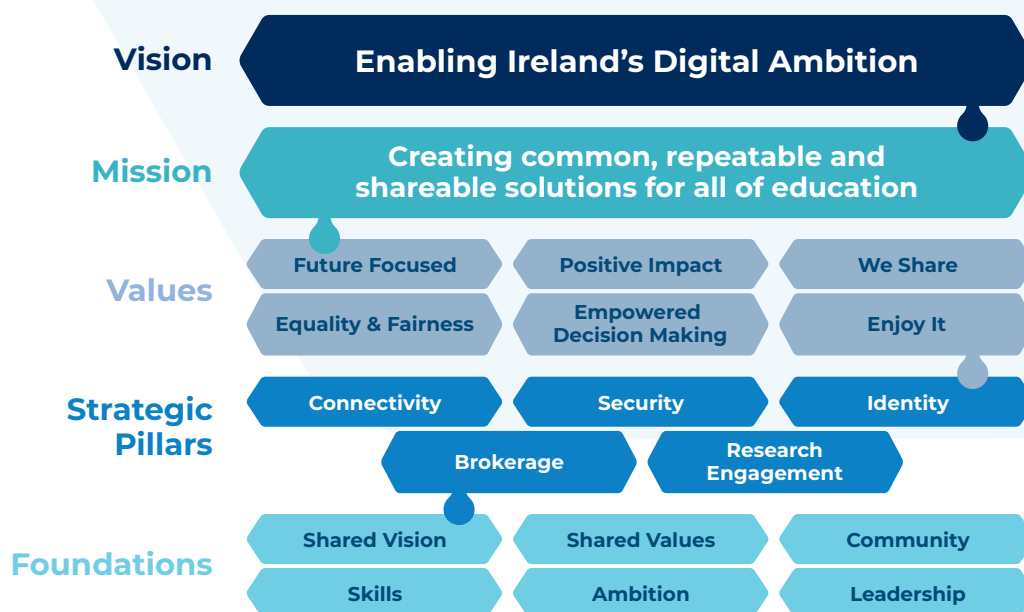 Vision
Enabling Ireland’s Digital Ambition
Mission
Creating common, repeatable and
shareable solutions for all of education
Values
Future Focused
Positive Impact
We Share
Equality & Fairness
Empowered
Decision Making
Enjoy It
Strategic
Pillars
Connectivity
Security
Identity
Brokerage
Research
Engagement
Foundations
Shared Vision
Shared Values
Community
Skills
Ambition
Leadership